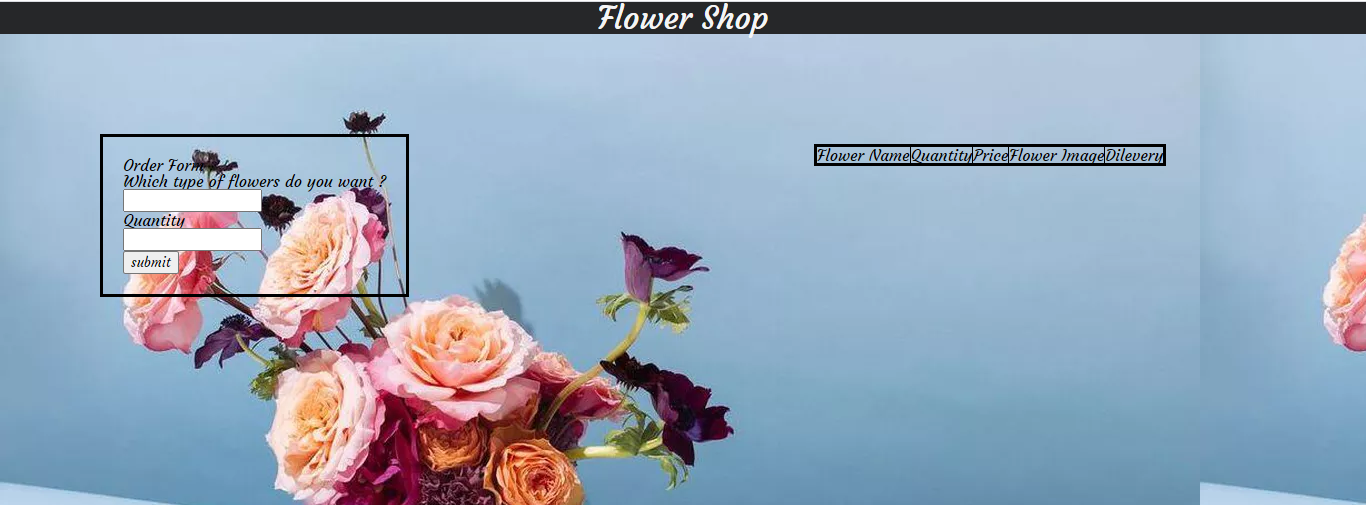 Flower Shop
Order Form
Which type of flowers do you want ?
Quantity
submit
Flower Name Quantity Price Flower Image Dilevery